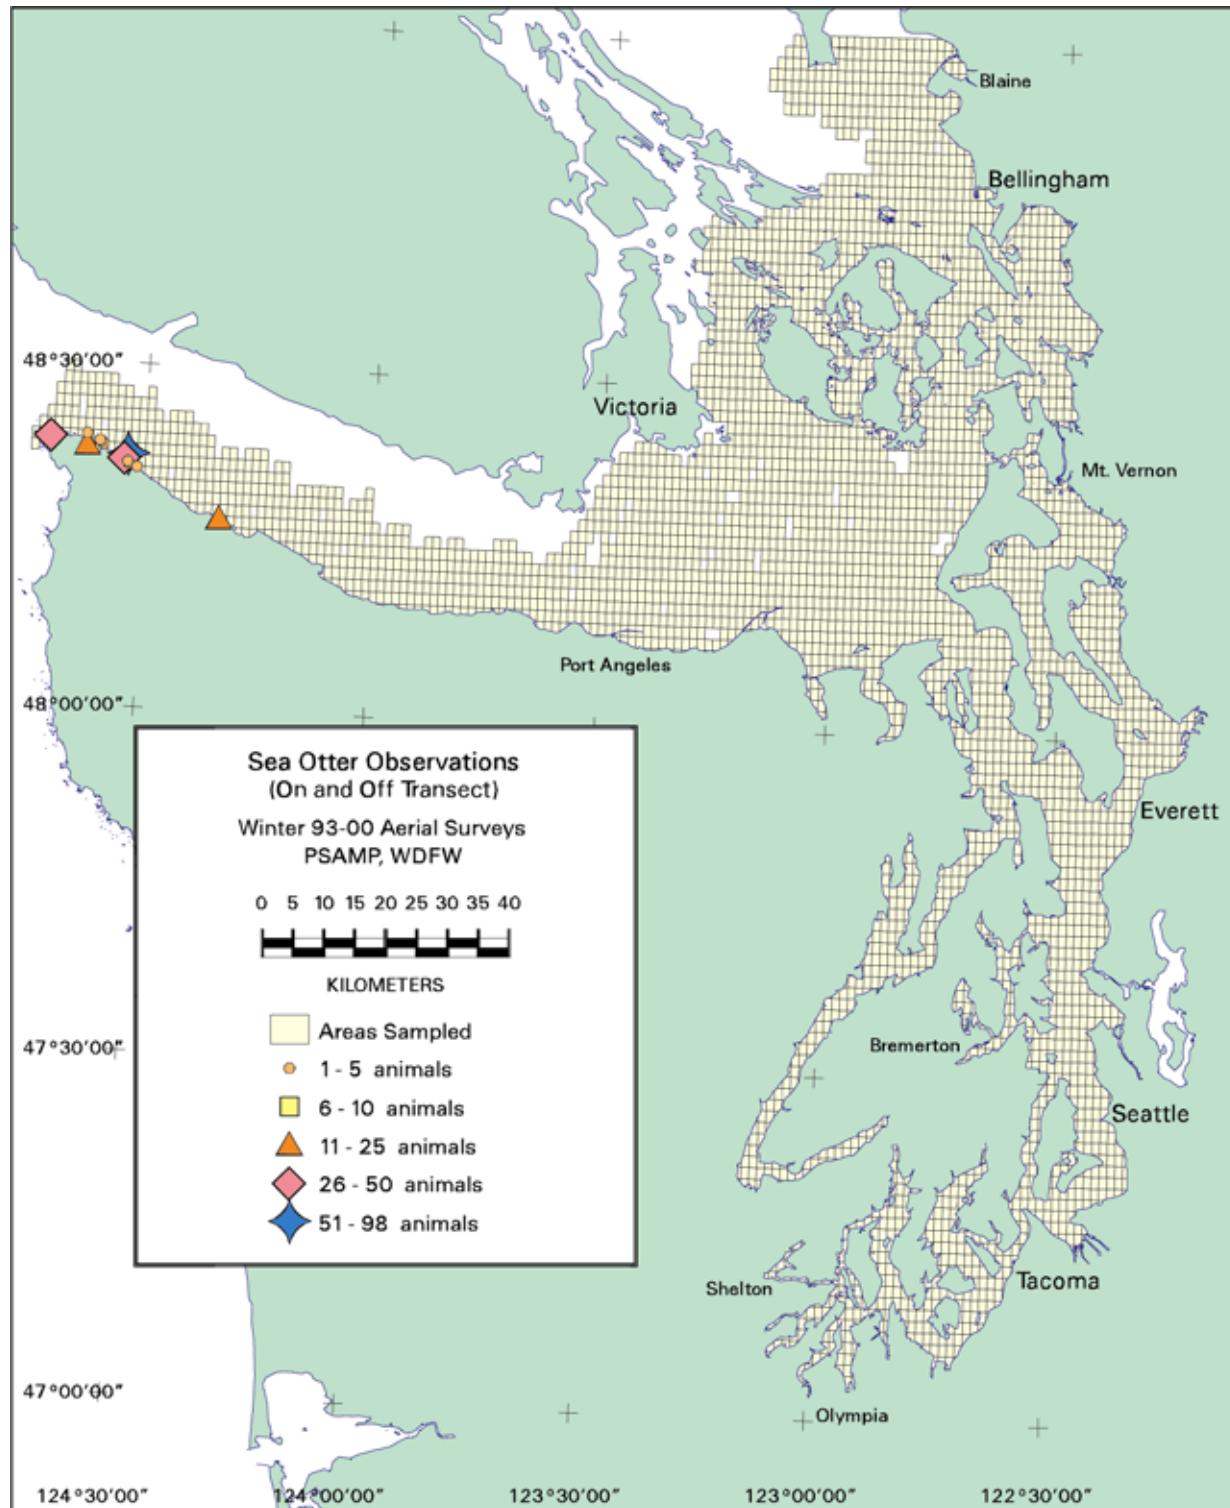 Blaine
Bellingham
48°30'00"
Victoria
Mt. Vernon
Port Angeles
48°00'00"
Sea Otter Observations
(On and Off Transect)
Winter 93-00 Aerial Surveys
PSAMP, WDFW
0 5 10 15 20 25 30 35 40
KILOMETERS
Areas Sampled
1 - 5 animals
6 - 10 animals
11 - 25 animals
26 - 50 animals
51 - 98 animals
Everett
47°30'00"
Bremerton
Seattle
Shelton
Tacoma
47°00'00"
Olympia
124°30'00" 124°00'00" 123°30'00" 123°00'00" 122°30'00"